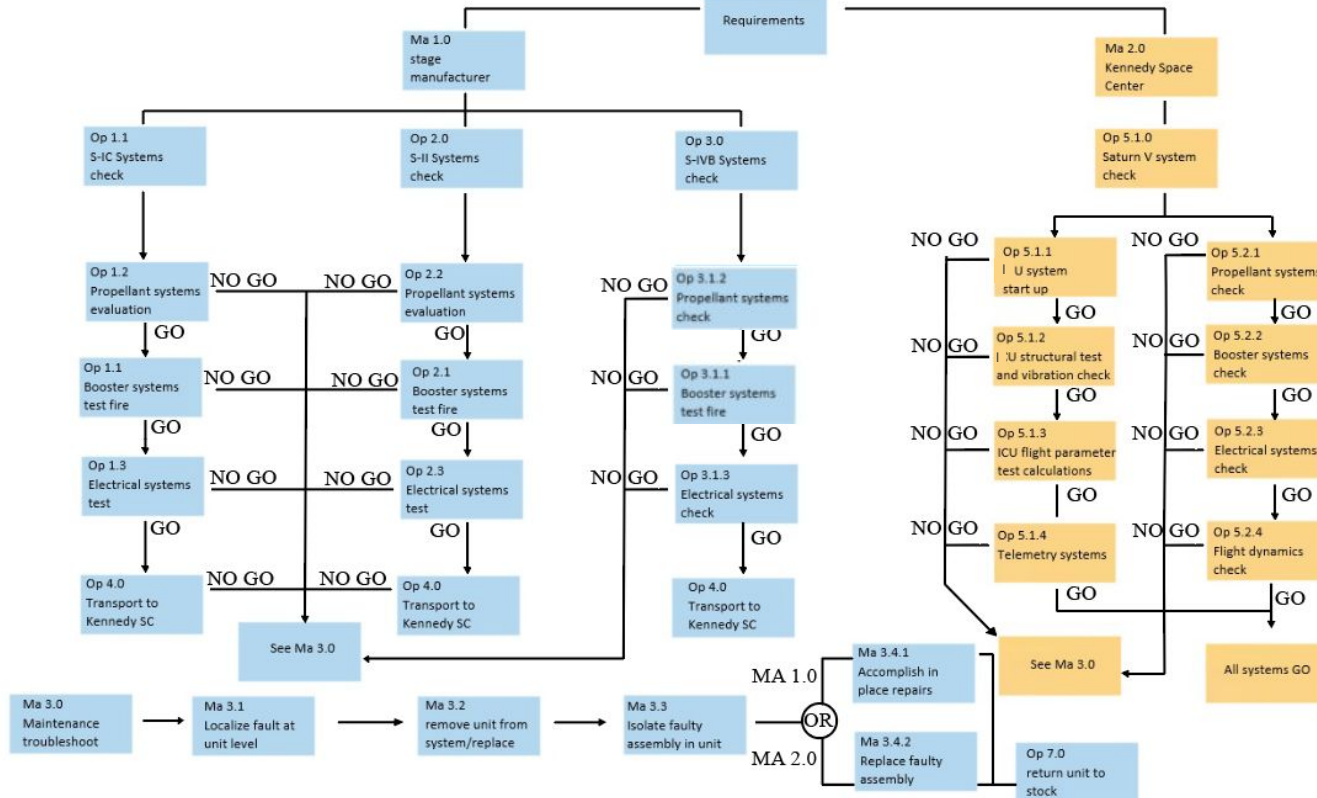 Requirements
Ma 1.0
stage
manufacturer
Ma 2.0
Kennedy Space
Center
Op 1.1
S-IC Systems
check
Op 2.0
S-II Systems
check
Op 3.0
S-IVB Systems
check
Op 5.1.0
Saturn V system
check
Op 1.2
Propellant systems
evaluation
NO GO
NO GO
Op 2.2
Propellant systems
evaluation
NO GO
Op 3.1.2
Propellant systems
check
NO GO
Op 5.1.1
U system
start up
NO GO
Op 5.2.1
Propellant systems
check
GO
GO
GO
GO
GO
Op 1.1
Booster systems
test fire
NO GO
NO GO
Op 2.1
Booster systems
test fire
NO GO
Op 3.1.1
Booster systems
test fire
NO GO
Op 5.1.2
structural test
and vibration check
NO GO
Op 5.2.2
Booster systems
check
GO
GO
GO
GO
GO
Op 1.3
Electrical systems
test
NO GO
NO GO
Op 2.3
Electrical systems
test
NO GO
Op 3.1.3
Electrical systems
check
NO GO
Op 5.1.3
ICU flight parameter
test calculations
NO GO
Op 5.2.3
Electrical systems
check
GO
GO
GO
GO
GO
Op 4.0
Transport to
Kennedy SC
NO GO
NO GO
Op 4.0
Transport to
Kennedy SC
Op 4.0
Transport to
Kennedy SC
NO GO
Op 5.1.4
Telemetry systems
NO GO
Op 5.2.4
Flight dynamics
check
GO
GO
See Ma 3.0
See Ma 3.0
All systems GO
Ma 3.0
Maintenance
troubleshoot
Ma 3.1
Localize fault at
unit level
Ma 3.2
remove unit from
system/replace
Ma 3.3
Isolate faulty
assembly in unit
MA 1.0
OR
MA 2.0
Ma 3.4.1
Accomplish in
place repairs
Ma 3.4.2
Replace faulty
assembly
Op 7.0
return unit to
stock